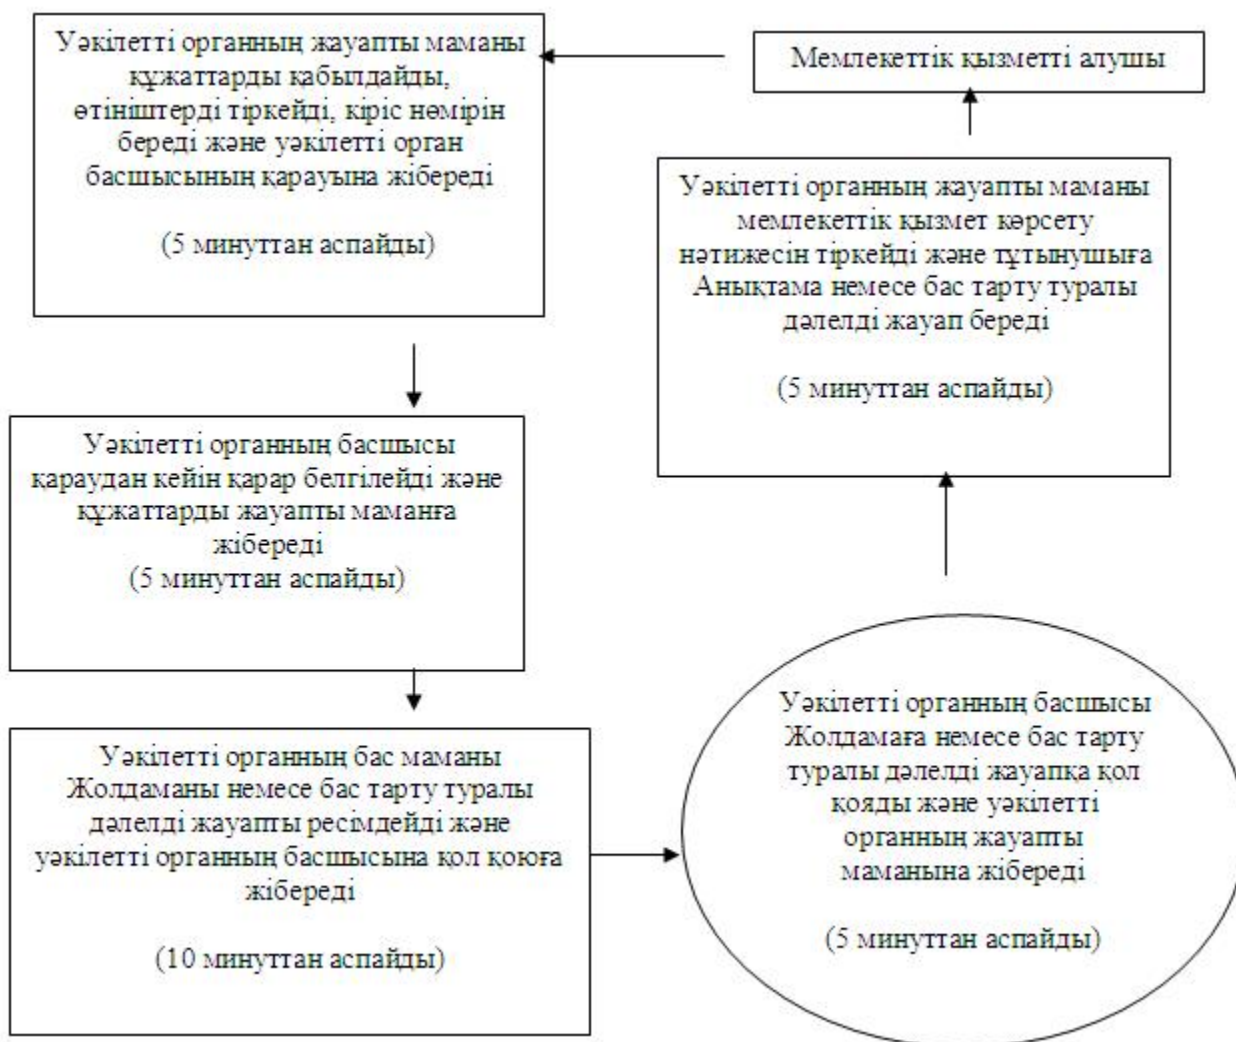 Уәкілетті органның жауапты маманы
құжаттарды қабылдайды,
өтініштерді тіркейді, кіріс нөмірін
береді және уәкілетті орган
басшысының қарауына жібереді
(5 минуттан аспайды)
Мемлекеттік қызметті алушы
Уәкілетті органның жауапты маманы
мемлекеттік қызмет көрсету
нәтижесін тіркейді және тұтынушыға
Анықтама немесе бас тарту туралы
дәлелді жауап береді
(5 минуттан аспайды)
Уәкілетті органның басшысы
қараудан кейін қарар белгілейді және
құжаттарды жауапты маманға
жібереді
(5 минуттан аспайды)
Уәкілетті органның бас маманы
Жолдаманы немесе бас тарту туралы
дәлелді жауапты ресімдейді және
уәкілетті органның басшысына қол қоюға
жібереді
(10 минуттан аспайды)
Уәкілетті органның басшысы
Жолдамаға немесе бас тарту
туралы дәлелді жауапқа қол
қояды және уәкілетті
органның жауапты
маманына жібереді
(5 минуттан аспайды)